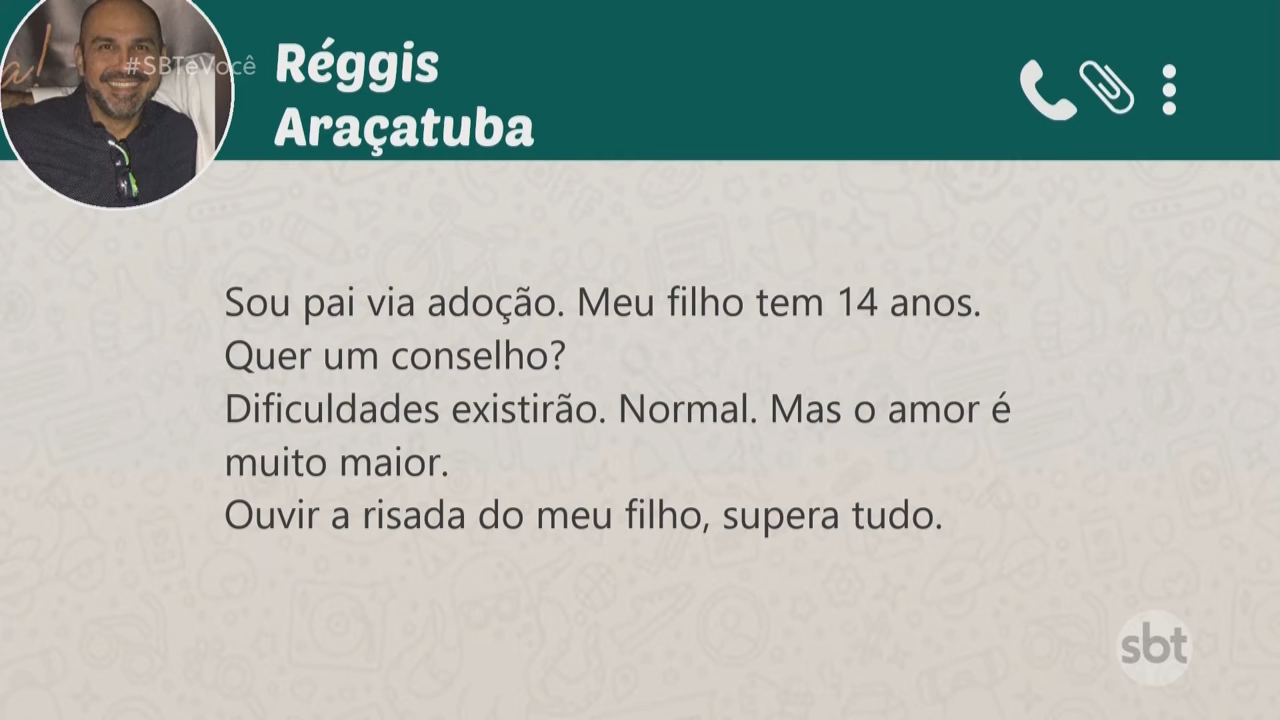 a!
#SBTéVocê
Réggis
Araçatuba
Sou pai via adoção. Meu filho tem 14 anos.
Quer um conselho?
Dificuldades existirão. Normal. Mas o amor é
muito maior.
Ouvir a risada do meu filho, supera tudo.
sbt